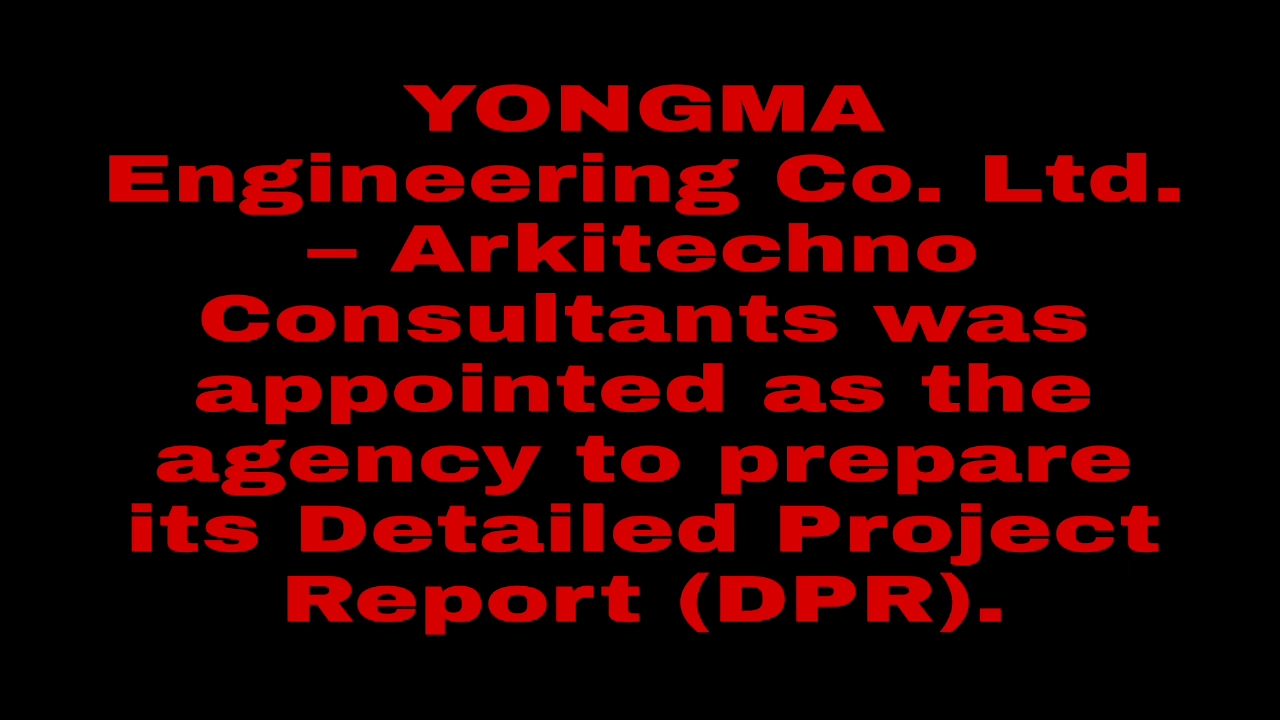 YONGMA
Engineering Co. Ltd.
– Arkitechno
Consultants was
appointed as the
agency to prepare
its Detailed Project
Report (DPR).